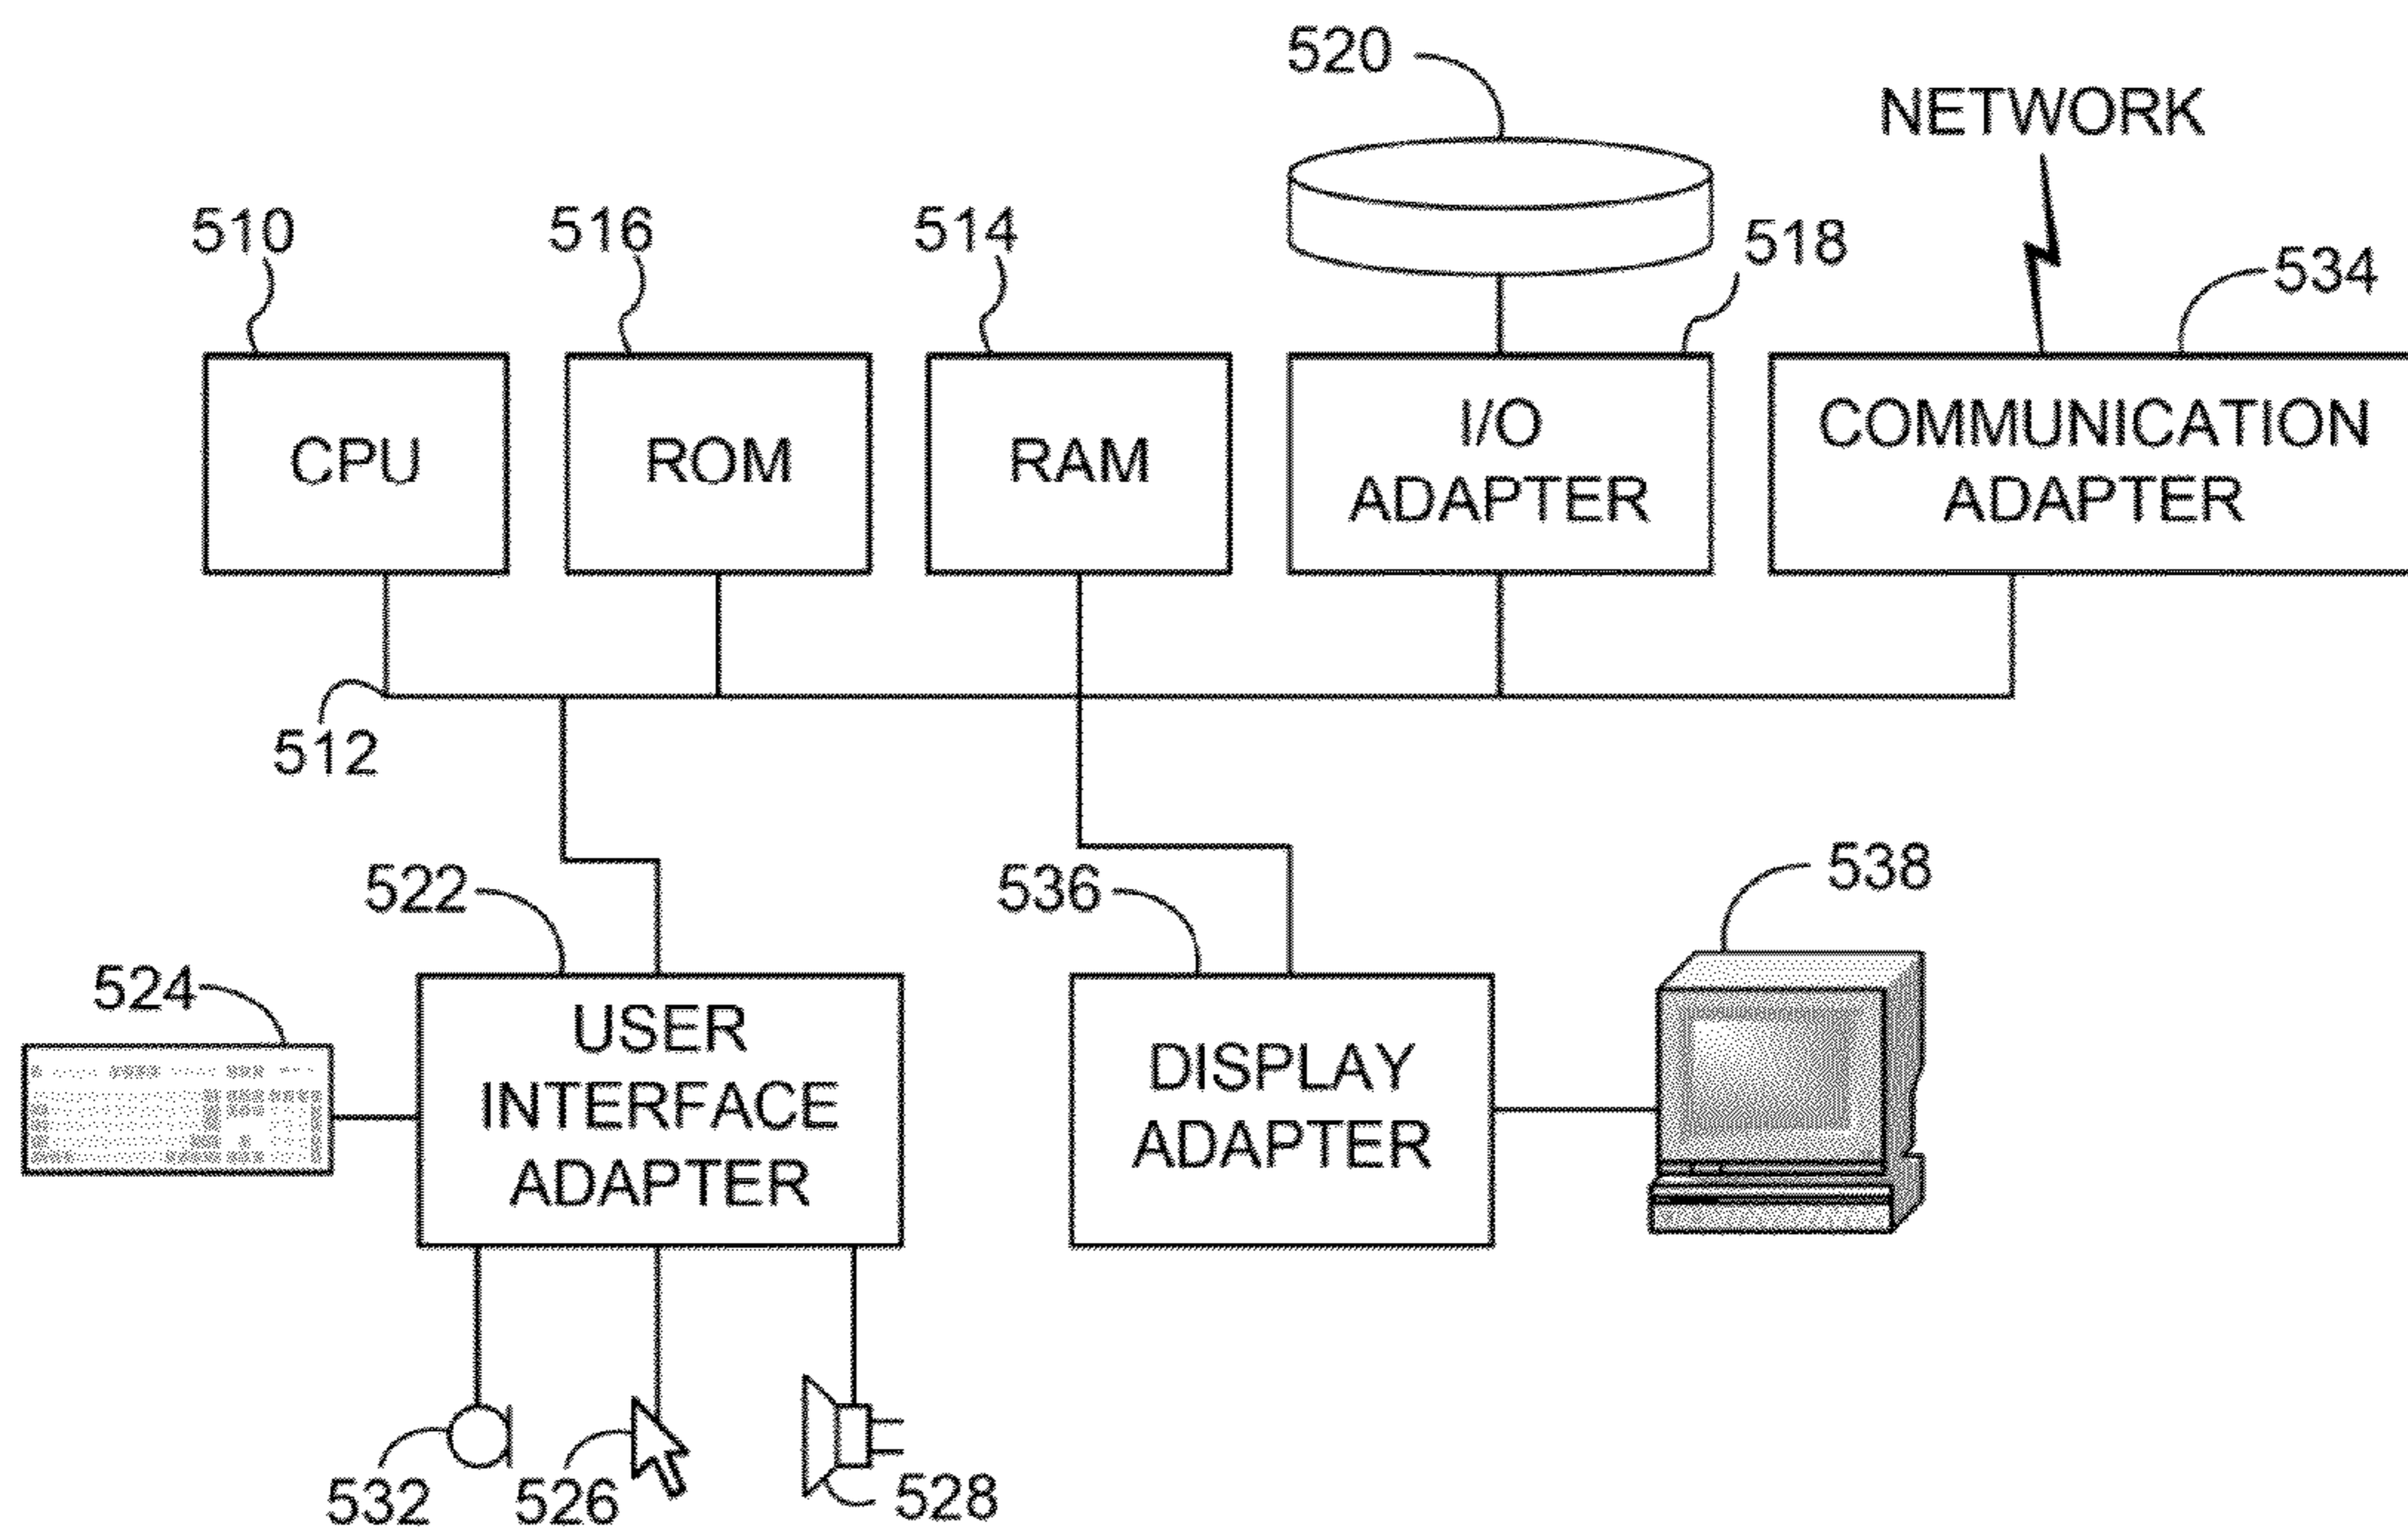 520
NETWORK
510
516
514
518
534
CPU
ROM
RAM
I/O
ADAPTER
COMMUNICATION
ADAPTER
512
522
536
538
524
USER
INTERFACE
ADAPTER
DISPLAY
ADAPTER
532
526
528